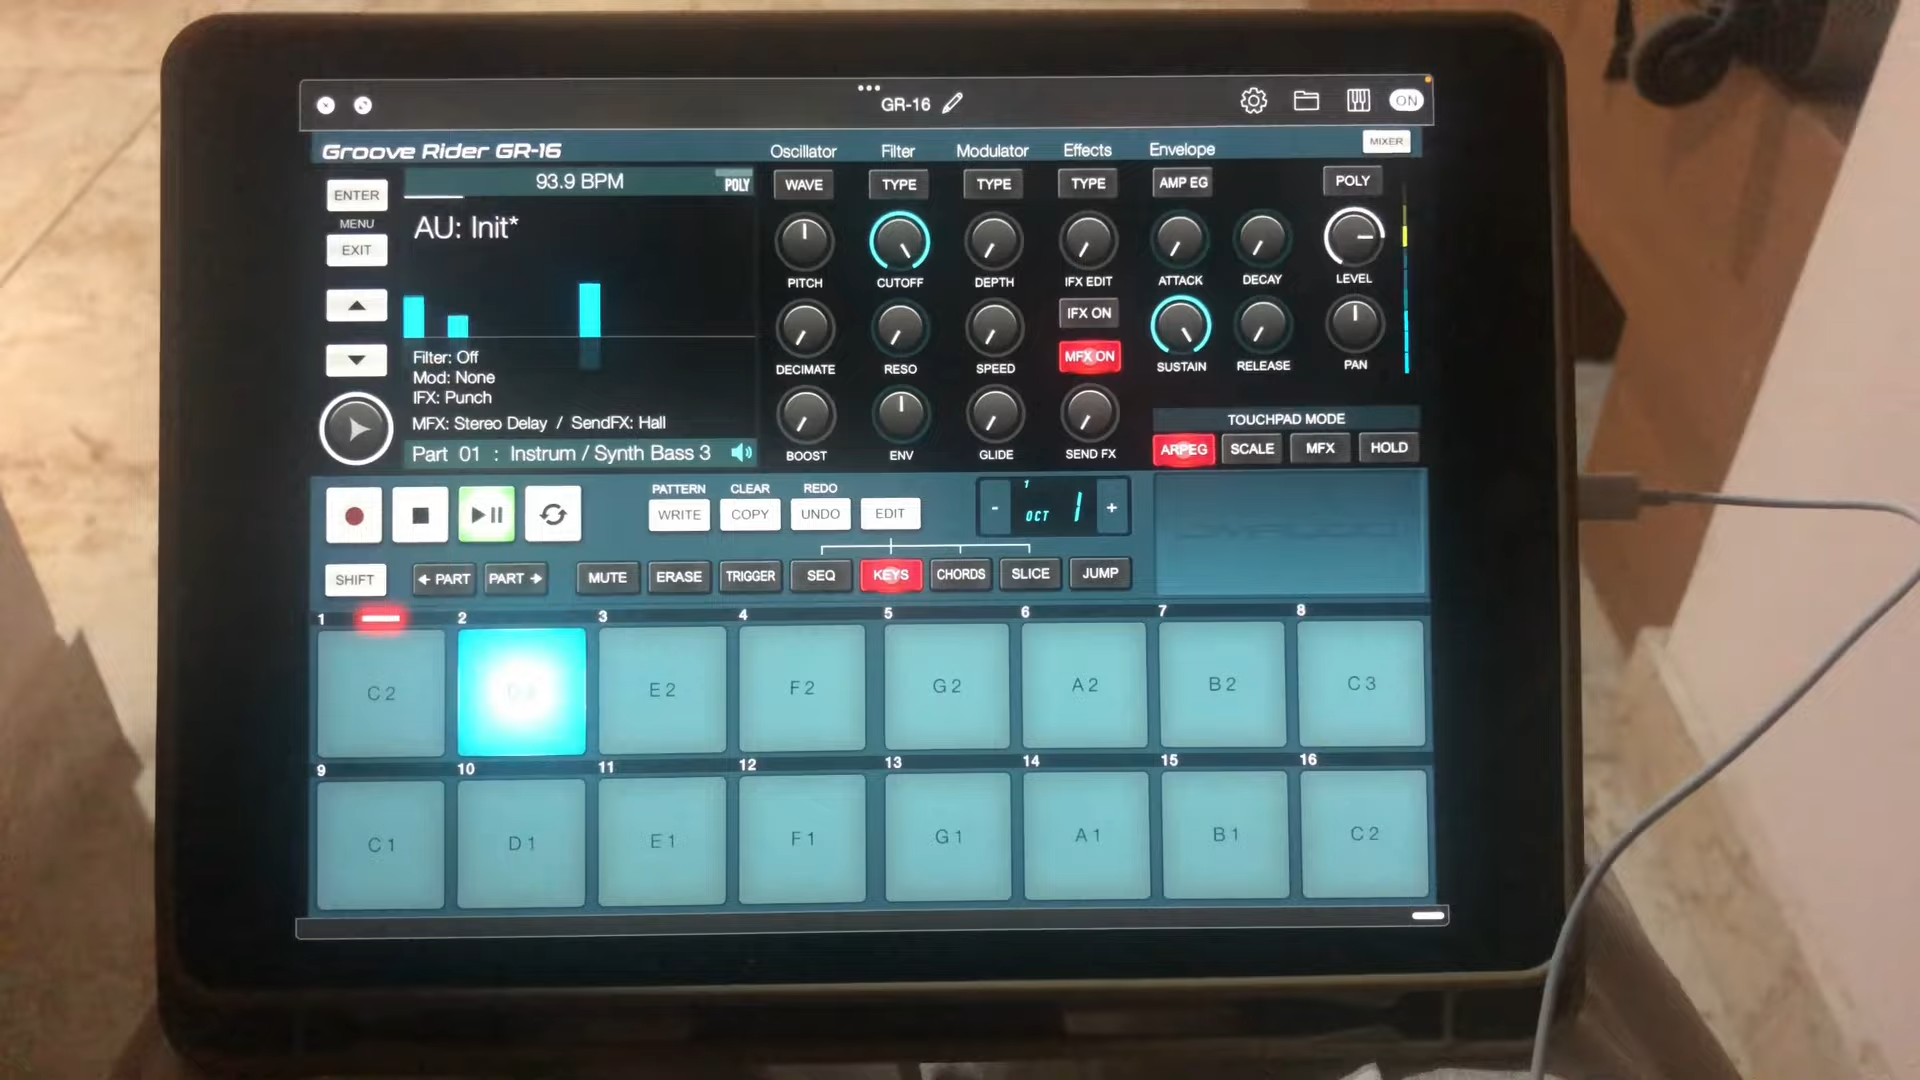 GR-16
ON
Groove Rider GR-16
Oscillator Filter Modulator Effects Envelope
MIXER
ENTER
MENU
EXIT
93.9 BPM
POLY
AU: Init*
Filter: Off
Mod: None
IFX: Punch
MFX: Stereo Delay / SendFX: Hall
Part 01 : Instrum / Synth Bass 3
WAVE TYPE TYPE TYPE AMP EG POLY
PITCH CUTOFF DEPTH IFX EDIT ATTACK DECAY LEVEL
IFX ON
MFX ON
DECIMATE RESO SPEED SUSTAIN RELEASE PAN
BOOST ENV GLIDE SEND FX
TOUCHPAD MODE
ARPEG SCALE MFX HOLD
PATTERN CLEAR REDO
WRITE COPY UNDO EDIT
- 1 OCT 1 +
SHIFT PART PART MUTE ERASE TRIGGER SEQ KEYS CHORDS SLICE JUMP
1 2 3 4 5 6 7 8
C2 E2 F2 G2 A2 B2 C3
9 10 11 12 13 14 15 16
C1 D1 E1 F1 G1 A1 B1 C2